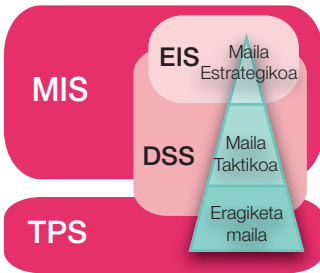 EIS
Maila
Estrategikoa
MIS
DSS
Maila
Taktikoa
TPS
Eragiketa
maila